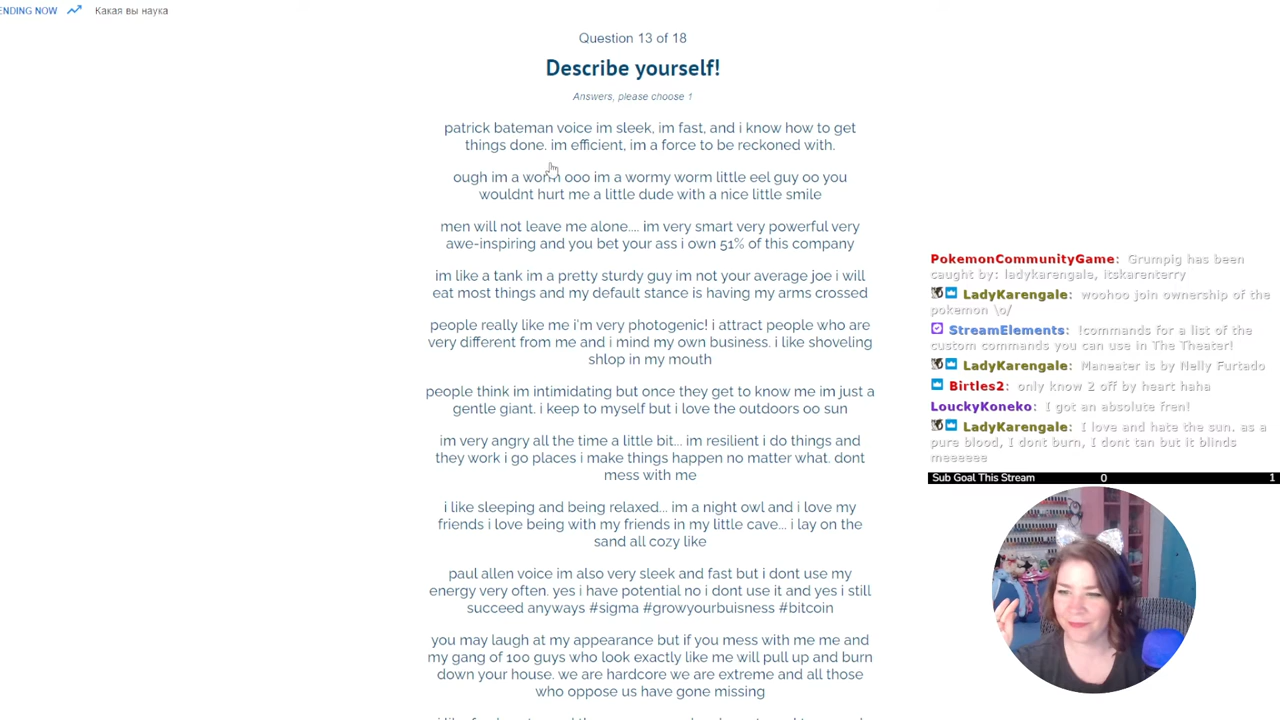 ENDING NOW Какая вы наука
Question 13 of 18
Describe yourself!
Answers, please choose 1
patrick bateman voice im sleek, im fast, and i know how to get
things done. im efficient, im a force to be reckoned with.
ough im a worm ooo im a wormy worm little eel guy oo you
wouldnt hurt me a little dude with a nice little smile
men will not leave me alone.... im very smart very powerful very
awe-inspiring and you bet your ass i own 51% of this company
im like a tank im a pretty sturdy guy im not your average joe i will
eat most things and my default stance is having my arms crossed
people really like me i'm very photogenic! i attract people who are
very different from me and i mind my own business. i like shoveling
shlop in my mouth
people think im intimidating but once they get to know me im just a
gentle giant. i keep to myself but i love the outdoors oo sun
im very angry all the time a little bit... im resilient i do things and
they work i go places i make things happen no matter what. dont
mess with me
i like sleeping and being relaxed... im a night owl and i love my
friends i love being with my friends in my little cave... i lay on the
sand all cozy like
paul allen voice im also very sleek and fast but i dont use my
energy very often. yes i have potential no i dont use it and yes i still
succeed anyways #sigma #growyourbuisness #bitcoin
you may laugh at my appearance but if you mess with me me and
my gang of 100 guys who look exactly like me will pull up and burn
down your house. we are hardcore we are extreme and all those
who oppose us have gone missing
PokemonCommunityGame: Grumpig has been
caught by: ladykarengale, itskarenterry
LadyKarengale: woohoo join ownership of the
pokemon \o/
StreamElements: !commands for a list of the
custom commands you can use in The Theater!
LadyKarengale: Maneater is by Nelly Furtado
Birtles2: only know 2 off by heart haha
LouckyKoneko: I got an absolute fren!
LadyKarengale: I love and hate the sun. as a
pure blood, I dont burn, I dont tan but it blinds
meeeeee
Sub Goal This Stream 0 1